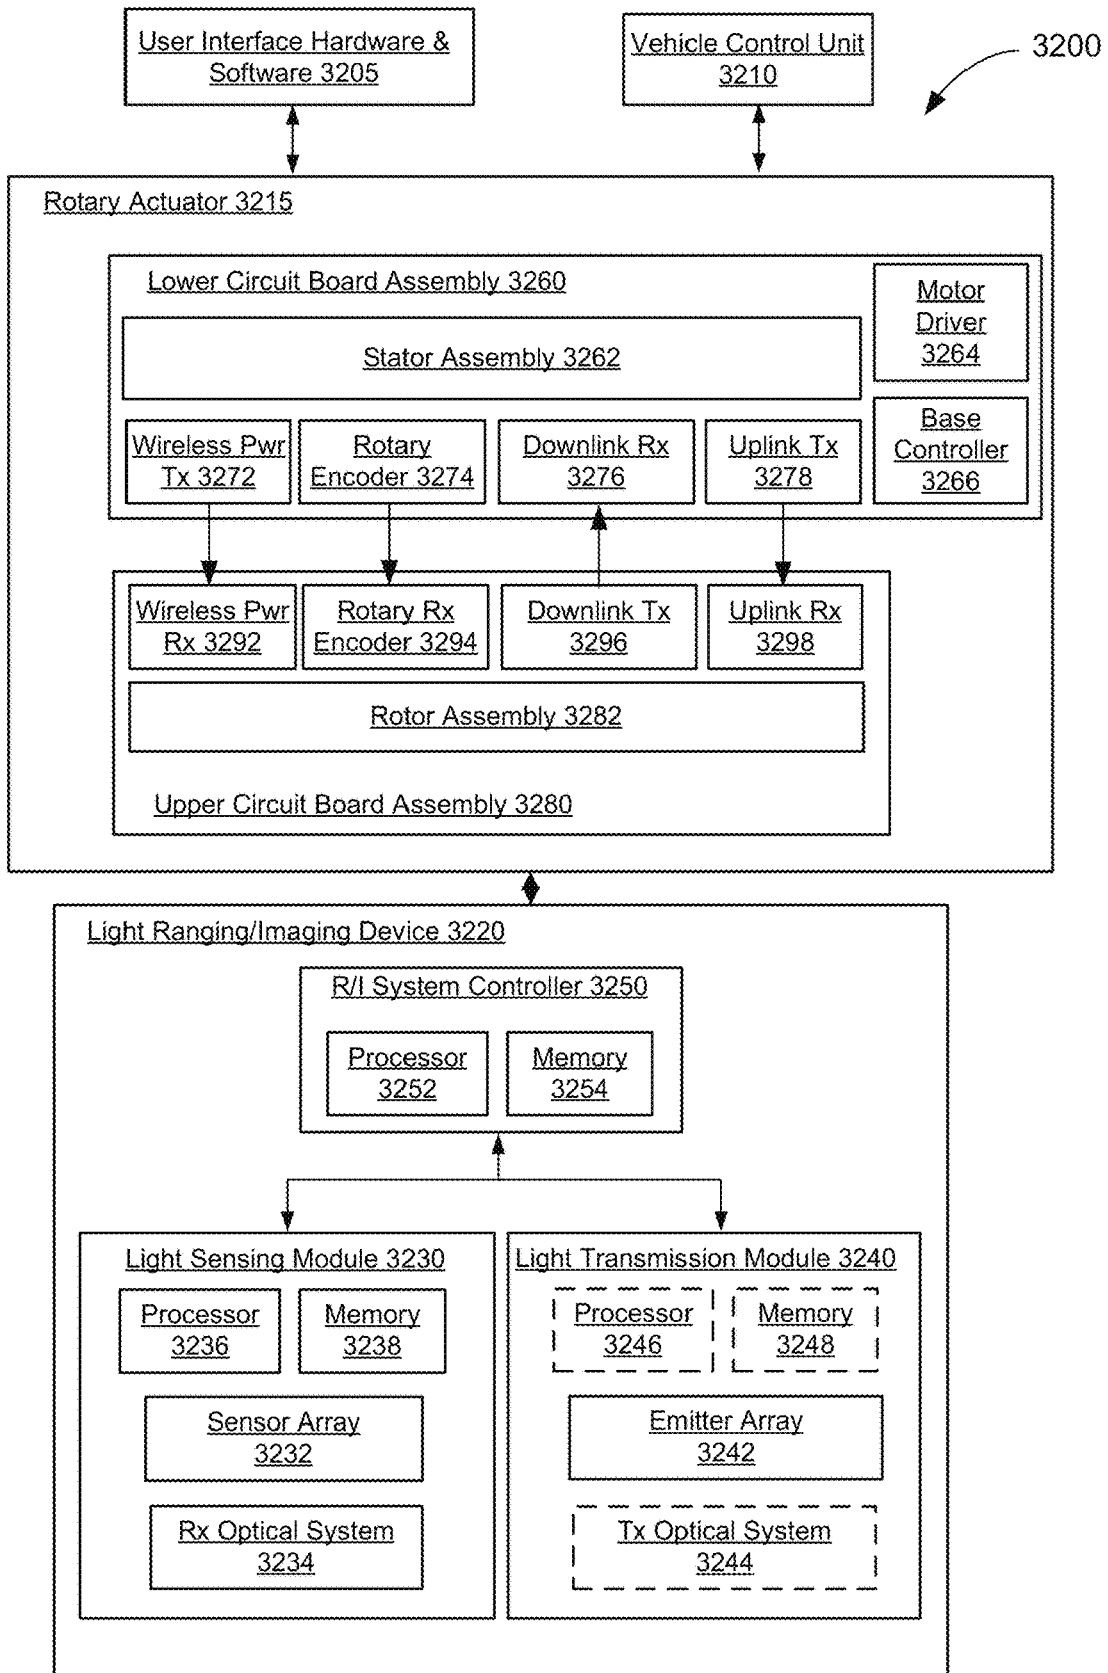 User Interface Hardware &
Software 3205
Vehicle Control Unit
3210
3200
Rotary Actuator 3215
Lower Circuit Board Assembly 3260
Motor
Driver
3264
Stator Assembly 3262
Base
Controller
3266
Wireless Pwr
Tx 3272
Rotary
Encoder 3274
Downlink Rx
3276
Uplink Tx
3278
Wireless Pwr
Rx 3292
Rotary Rx
Encoder 3294
Downlink Tx
3296
Uplink Rx
3298
Rotor Assembly 3282
Upper Circuit Board Assembly 3280
Light Ranging/Imaging Device 3220
R/I System Controller 3250
Processor
3252
Memory
3254
Light Sensing Module 3230
Processor
3236
Memory
3238
Sensor Array
3232
Rx Optical System
3234
Light Transmission Module 3240
Processor
3246
Memory
3248
Emitter Array
3242
Tx Optical System
3244